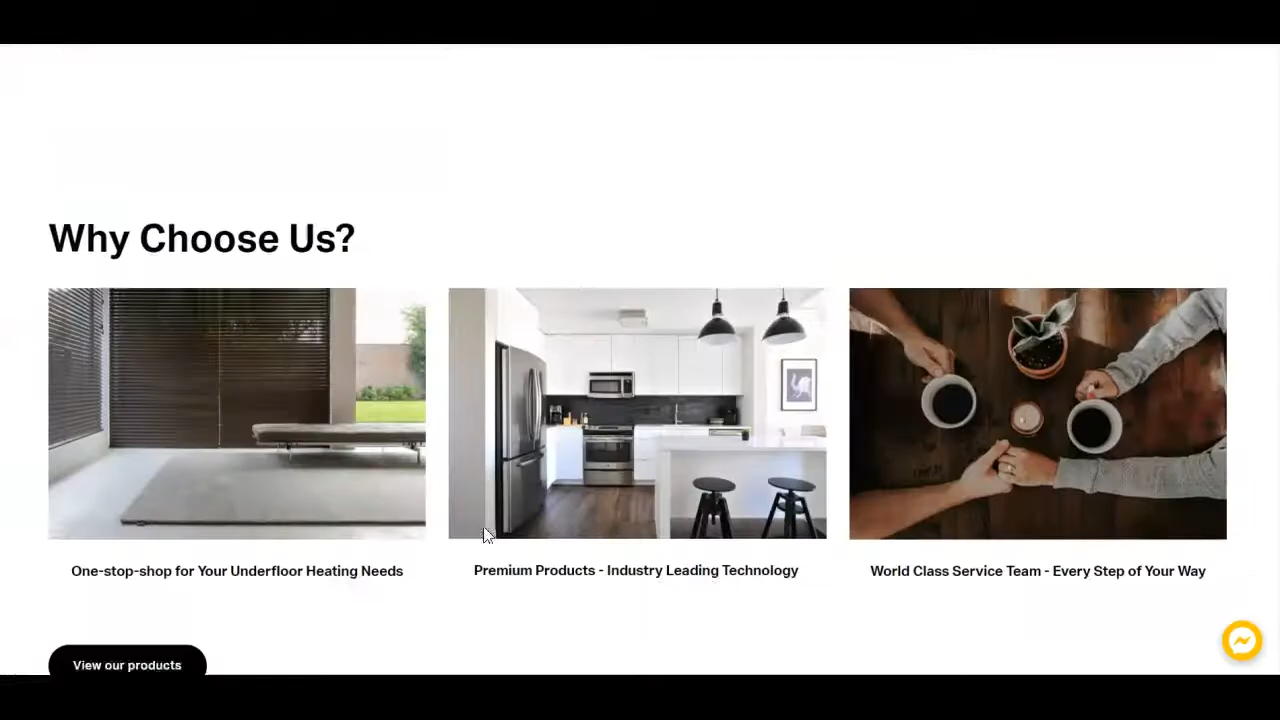 Why Choose Us?
One-stop-shop for Your Underfloor Heating Needs
Premium Products - Industry Leading Technology
World Class Service Team - Every Step of Your Way
View our products